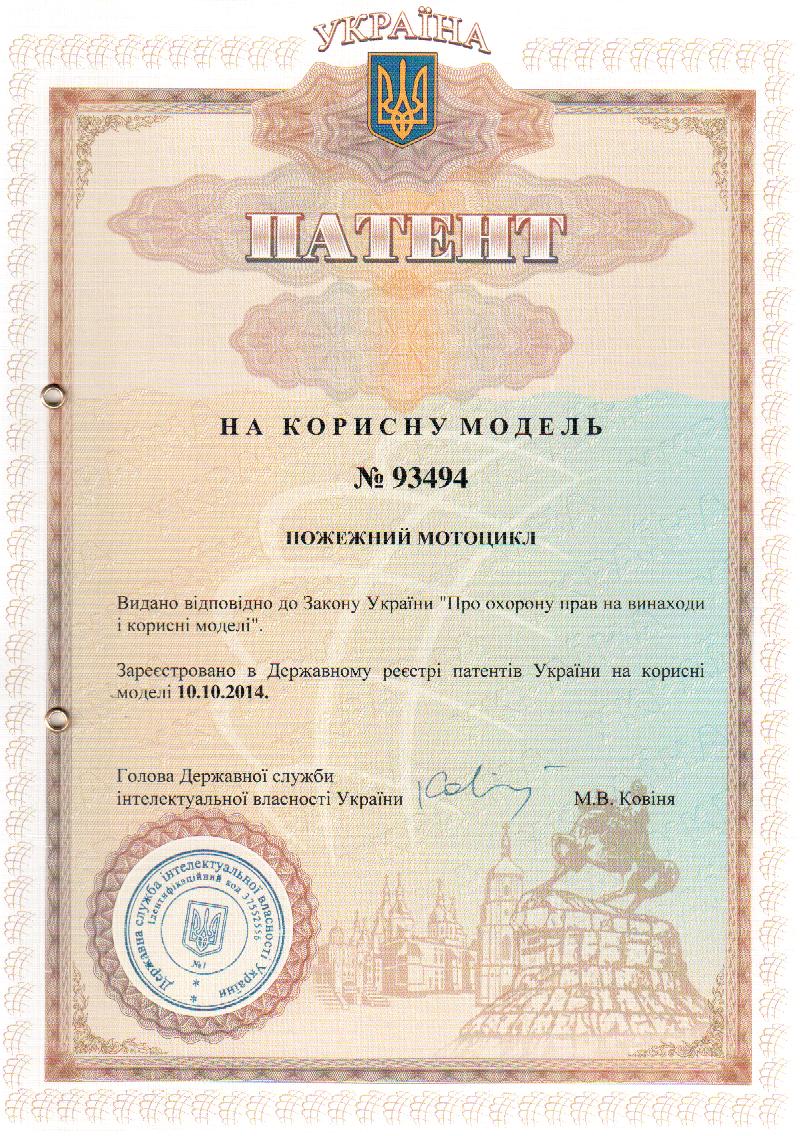 УКРАЇНА
ПАТЕНТ
НА КОРИСНУ МОДЕЛЬ
№ 93494
ПОЖЕЖНИЙ МОТОЦИКЛ
Видано відповідно до Закону України "Про охорону прав на винаходи
і корисні моделі".
Зареєстровано в Державному реєстрі патентів України на корисні
моделі 10.10.2014.
Голова Державної служби
інтелектуальної власності України
М.В. Ковіня
Державна служба інтелектуальної власності України
Ідентифікаційний код 37552556
№1